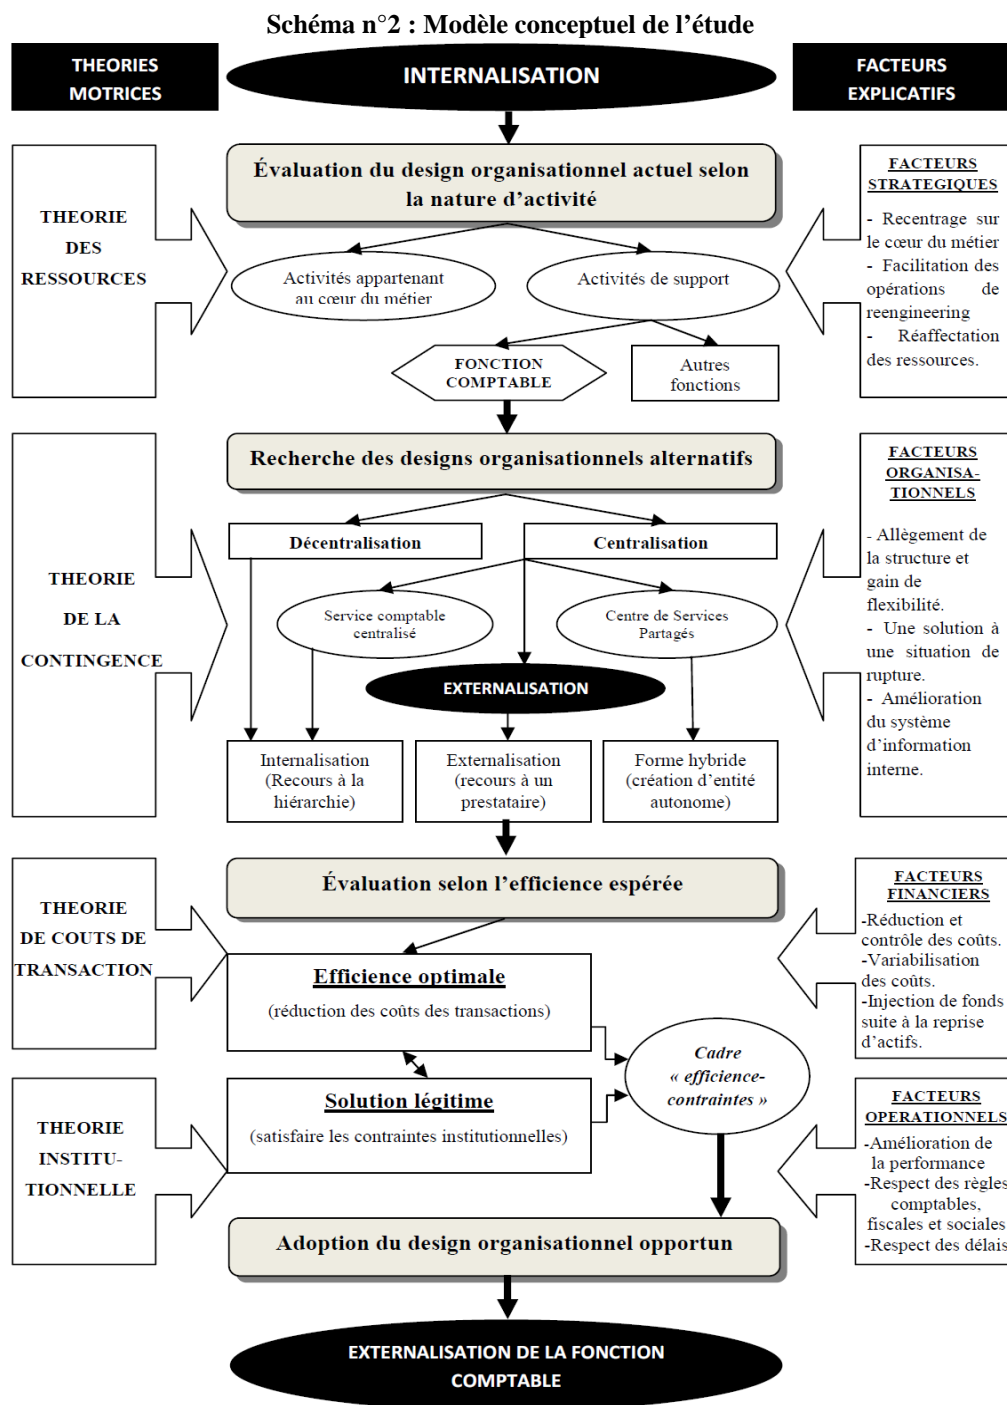 Schéma n°2 : Modèle conceptuel de l’étude
THEORIES
MOTRICES
INTERNALISATION
FACTEURS
EXPLICATIFS
THEORIE
DES
RESSOURCES
Évaluation du design organisationnel actuel selon
la nature d’activité
Activités appartenant
au cœur du métier
Activités de support
FONCTION
COMPTABLE
Autres
fonctions
FACTEURS
STRATEGIQUES
- Recentrage sur
le cœur du métier
- Facilitation des
opérations de
reengineering
- Réaffectation
des ressources.
THEORIE
DE LA
CONTINGENCE
Recherche des designs organisationnels alternatifs
Décentralisation
Centralisation
Service comptable
centralisé
Centre de Services
Partagés
EXTERNALISATION
Internalisation
(Recours à la
hiérarchie)
Externalisation
(recours à un
prestataire)
Forme hybride
(création d’entité
autonome)
FACTEURS
ORGANISA-
TIONNELS
- Allègement de
la structure et
gain de
flexibilité.
- Une solution à
une situation de
rupture.
- Amélioration
du système
d’information
interne.
THEORIE
DE COUTS DE
TRANSACTION
Évaluation selon l’efficience espérée
Efficience optimale
(réduction des coûts des transactions)
FACTEURS
FINANCIERS
-Réduction et
contrôle des coûts.
-Variabilisation
des coûts.
-Injection de fonds
suite à la reprise
d’actifs.
Cadre
« efficience-
contraintes »
THEORIE
INSTITU-
TIONNELLE
Solution légitime
(satisfaire les contraintes institutionnelles)
FACTEURS
OPERATIONNELS
-Amélioration de
la performance
-Respect des règles
comptables,
fiscales et sociales
-Respect des délais
Adoption du design organisationnel opportun
EXTERNALISATION DE LA FONCTION
COMPTABLE